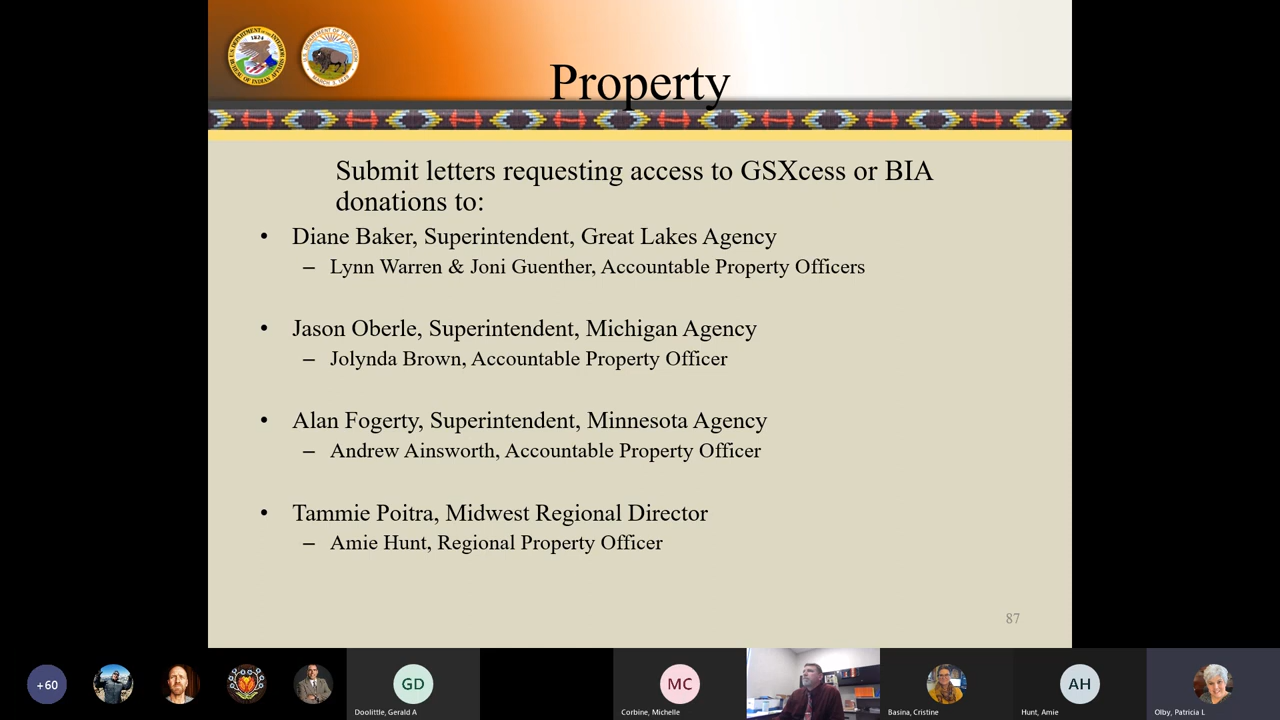 Property
Submit letters requesting access to GSXcess or BIA
donations to:
• Diane Baker, Superintendent, Great Lakes Agency
– Lynn Warren & Joni Guenther, Accountable Property Officers
• Jason Oberle, Superintendent, Michigan Agency
– Jolynda Brown, Accountable Property Officer
• Alan Fogerty, Superintendent, Minnesota Agency
– Andrew Ainsworth, Accountable Property Officer
• Tammie Poitra, Midwest Regional Director
– Amie Hunt, Regional Property Officer
87
+60
GD
MC
AH
Doolittle, Gerald A
Corbine, Michelle
Basina, Cristine
Hunt, Amie
Olby, Patricia L